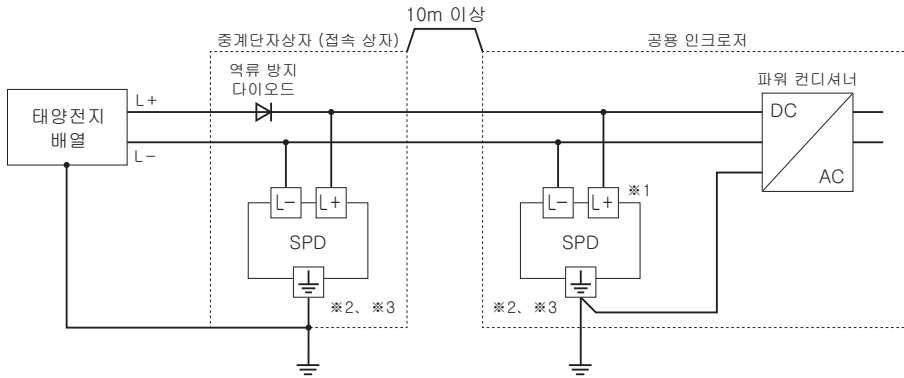 10m 이상
중계단자상자 (접속 상자)
공용 인크로저
역류 방지
다이오드
파워 컨디셔너
태양전지
배열
L+
L-
DC
AC
L-
L+
SPD
※2、※3
L-
L+
※1
SPD
※2、※3